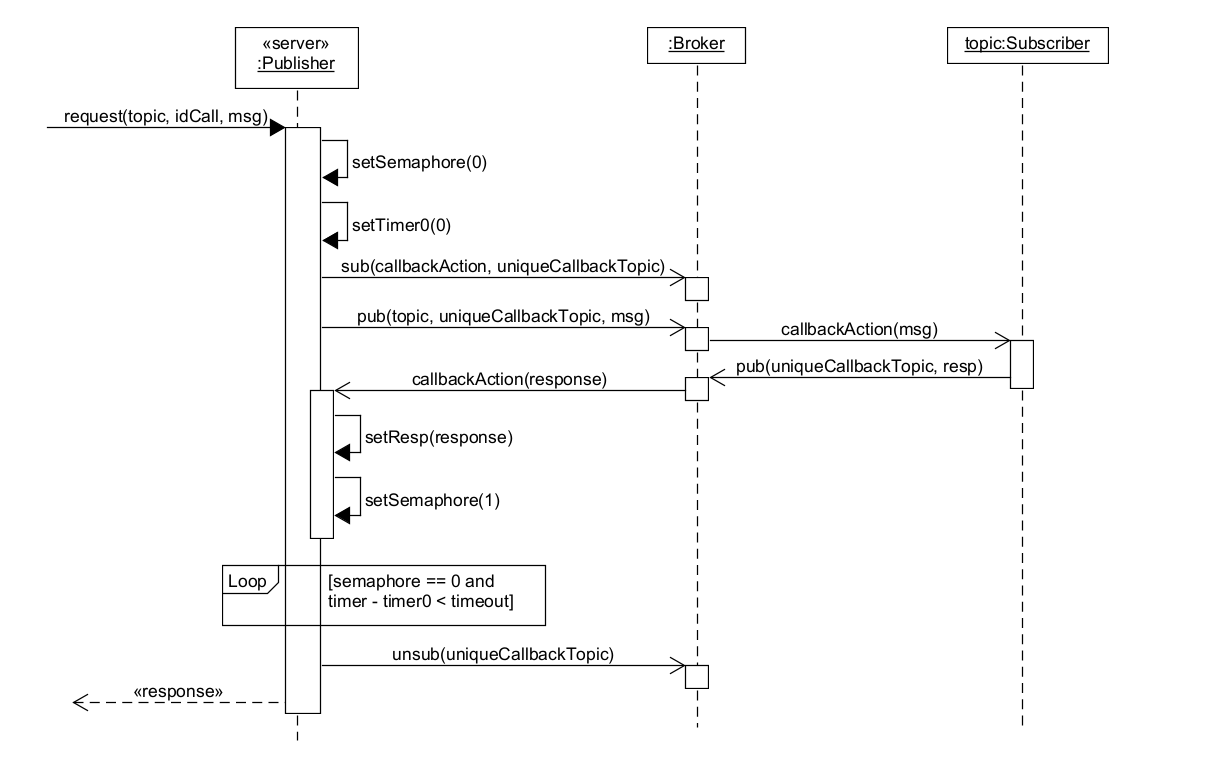 «server»
:Publisher
:Broker
topic:Subscriber
request(topic, idCall, msg)
setSemaphore(0)
setTimer0(0)
sub(callbackAction, uniqueCallbackTopic)
pub(topic, uniqueCallbackTopic, msg)
callbackAction(msg)
pub(uniqueCallbackTopic, resp)
callbackAction(response)
setResp(response)
setSemaphore(1)
Loop
[semaphore == 0 and
timer - timer0 < timeout]
unsub(uniqueCallbackTopic)
«response»